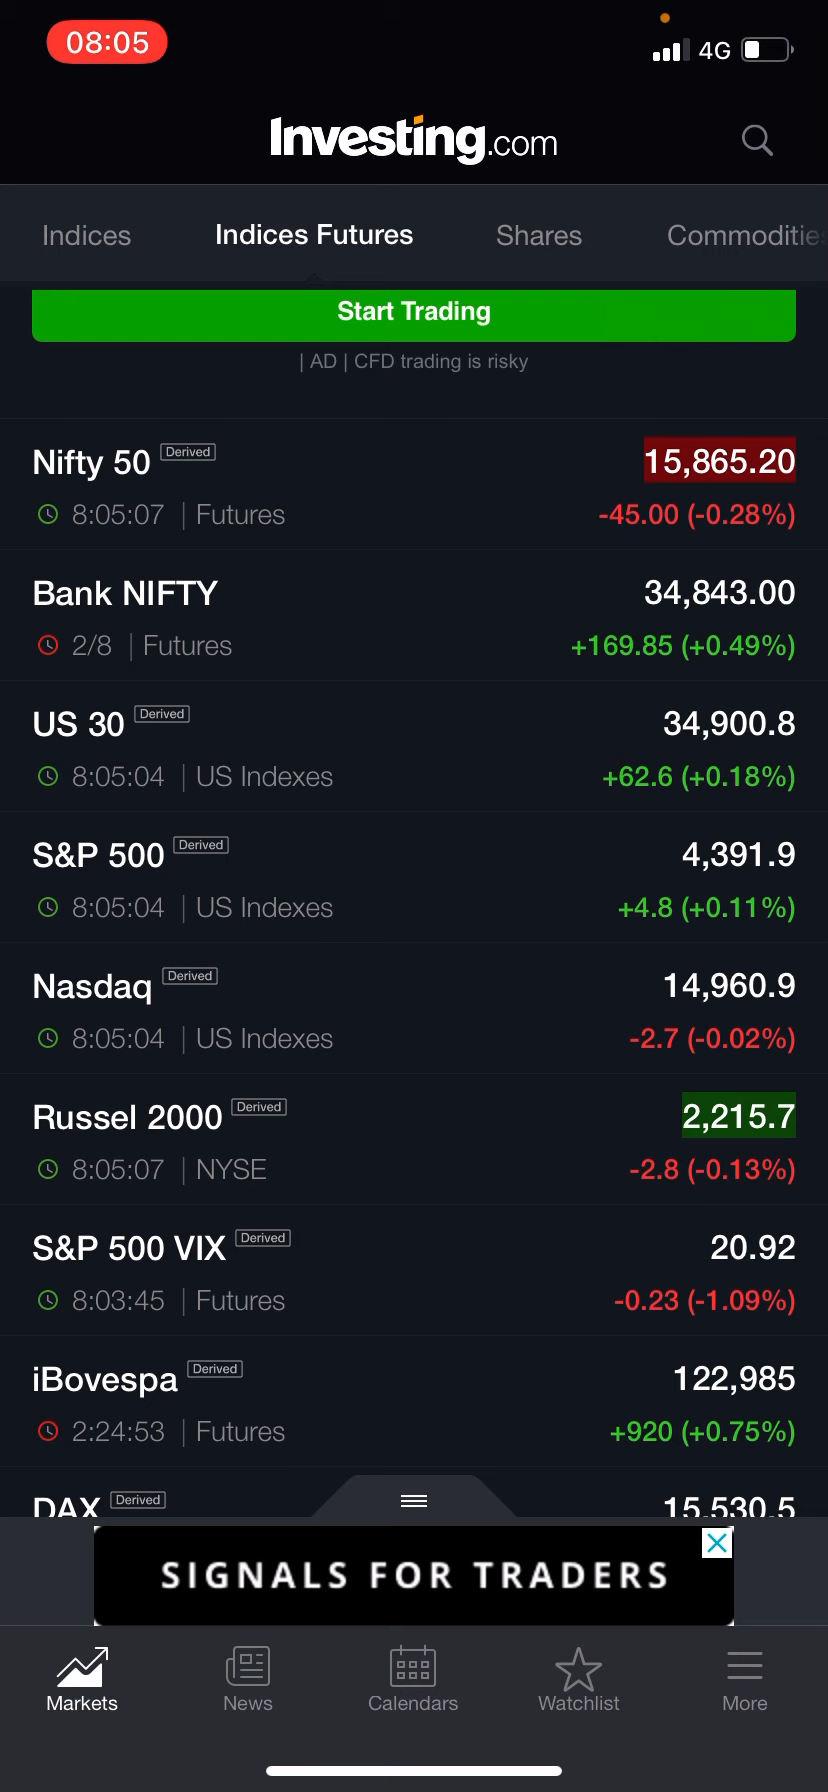 08:05
4G
Investing.com
Indices Indices Futures Shares Commodities
Start Trading
| AD | CFD trading is risky
Nifty 50 Derived 15,865.20
8:05:07 | Futures -45.00 (-0.28%)
Bank NIFTY 34,843.00
2/8 | Futures +169.85 (+0.49%)
US 30 Derived 34,900.8
8:05:04 | US Indexes +62.6 (+0.18%)
S&P 500 Derived 4,391.9
8:05:04 | US Indexes +4.8 (+0.11%)
Nasdaq Derived 14,960.9
8:05:04 | US Indexes -2.7 (-0.02%)
Russel 2000 Derived 2,215.7
8:05:07 | NYSE -2.8 (-0.13%)
S&P 500 VIX Derived 20.92
8:03:45 | Futures -0.23 (-1.09%)
iBovespa Derived 122,985
2:24:53 | Futures +920 (+0.75%)
DAX Derived 15,530.5
SIGNALS FOR TRADERS
Markets News Calendars Watchlist More